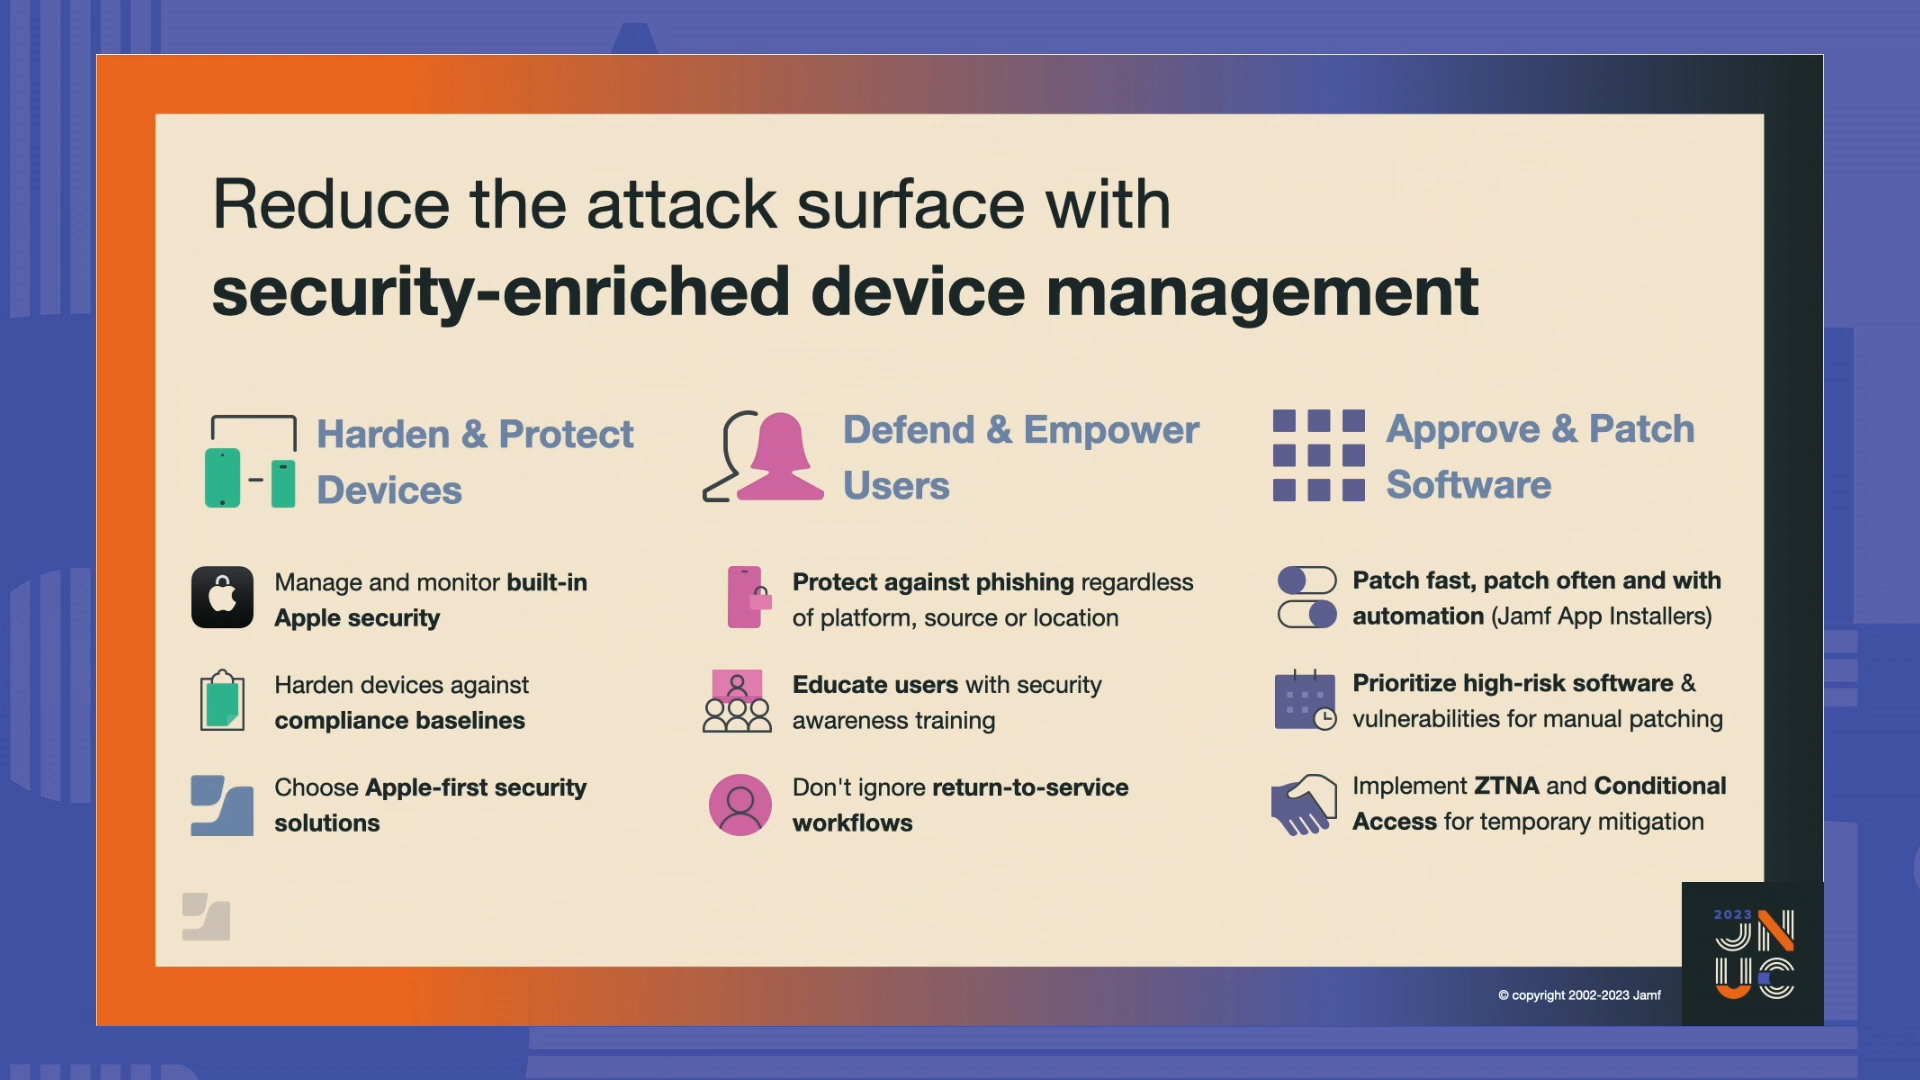 Reduce the attack surface with
security-enriched device management
Harden & Protect
Devices
Manage and monitor built-in
Apple security
Harden devices against
compliance baselines
Choose Apple-first security
solutions
Defend & Empower
Users
Protect against phishing regardless
of platform, source or location
Educate users with security
awareness training
Don't ignore return-to-service
workflows
Approve & Patch
Software
Patch fast, patch often and with
automation (Jamf App Installers)
Prioritize high-risk software &
vulnerabilities for manual patching
Implement ZTNA and Conditional
Access for temporary mitigation
© copyright 2002-2023 Jamf
2023
JN
UC